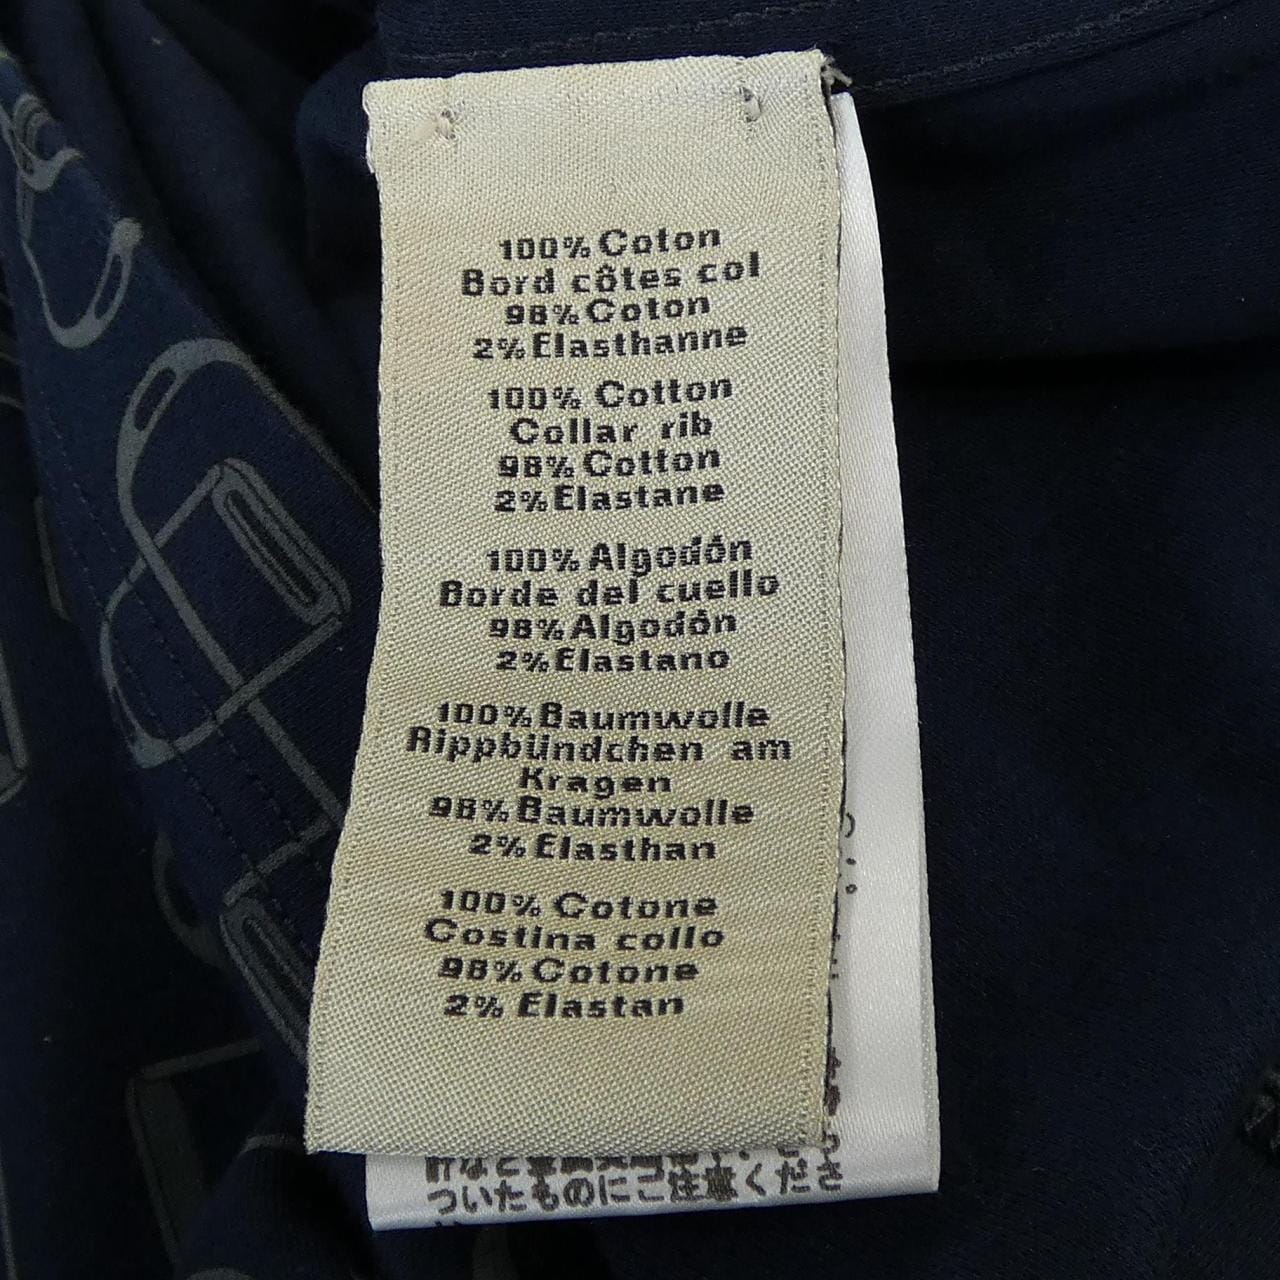 100% Coton
Bord côtes col
98% Coton
2% Elasthanne
100% Cotton
Collar rib
98% Cotton
2% Elastane
100% Algodón
Borde del cuello
98% Algodón
2% Elastano
100% Baumwolle
Rippbündchen am
Kragen
98% Baumwolle
2% Elasthan
100% Cotone
Costina collo
98% Cotone
2% Elastan
ついたものにご注意くださ